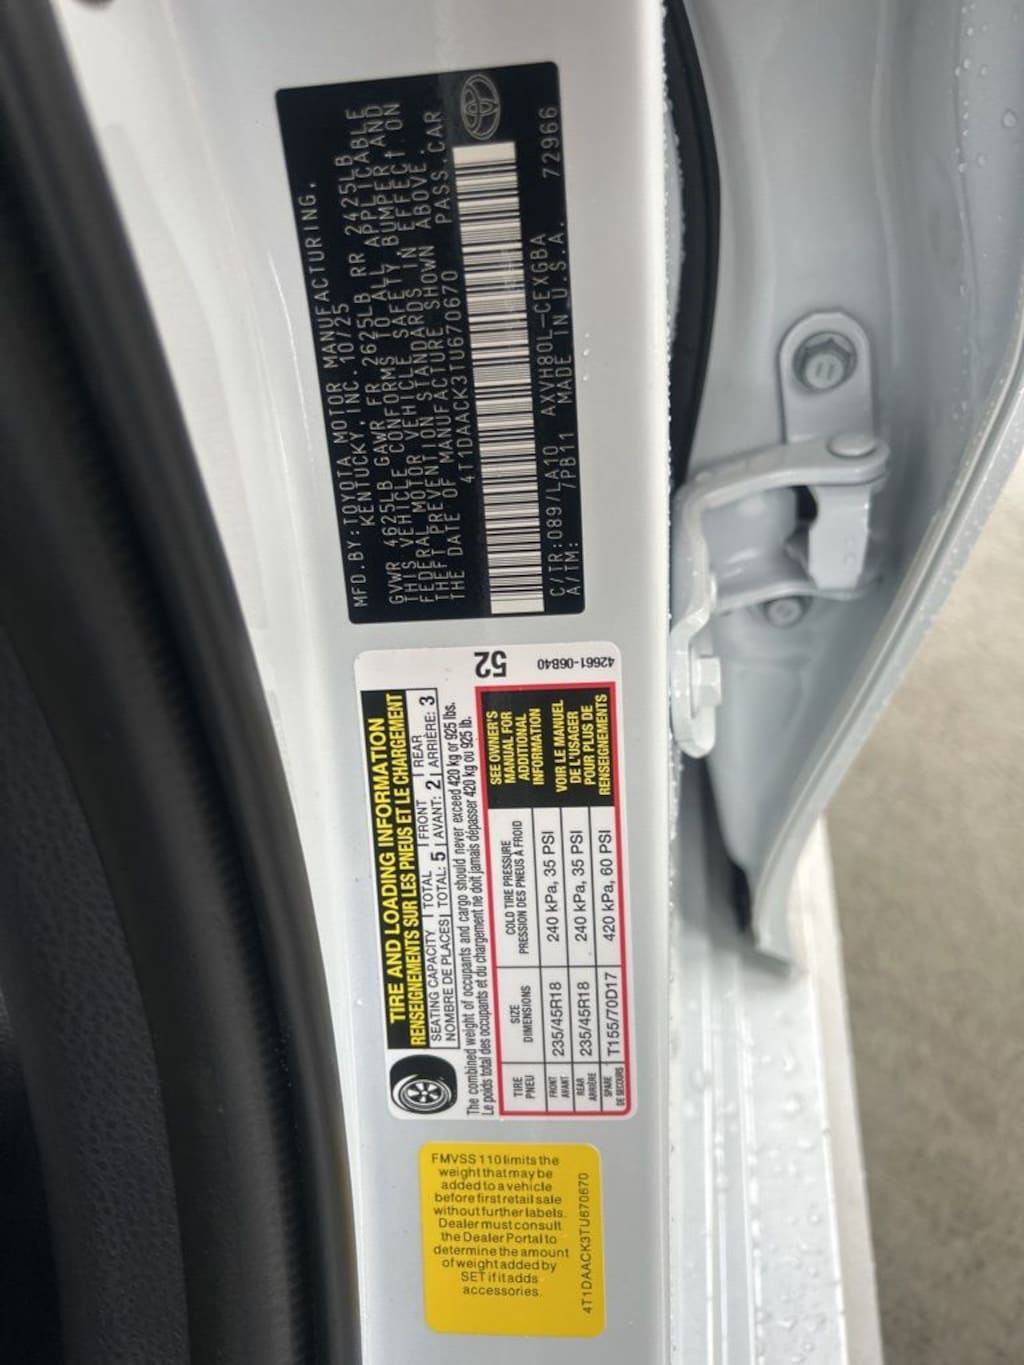 MFD.BY:TOYOTA MOTOR MANUFACTURING.
KENTUCKY, INC. 10/25
GVWR 4625LB GAWR FR 2625LB RR 2425LB
THIS VEHICLE CONFORMS TO ALL APPLICABLE
FEDERAL MOTOR VEHICLE SAFETY, BUMPER, AND
THEFT PREVENTION STANDARDS IN EFFECT ON
THE DATE OF MANUFACTURE SHOWN ABOVE.
4T1DAACK3TU670670 PASS.CAR
C/TR:089/LA10 AXVH80L-CEXGBA 72966
A/TM: 7PB11 MADE IN U.S.A.
TIRE AND LOADING INFORMATION
RENSEIGNEMENTS SUR LES PNEUS ET LE CHARGEMENT
SEATING CAPACITY TOTAL FRONT REAR
NOMBRE DE PLACES TOTAL: 5 AVANT: 2 ARRIÈRE: 3
The combined weight of occupants and cargo should never exceed 420 kg or 925 lbs.
Le poids total des occupants et du chargement ne doit jamais dépasser 420 kg ou 925 lb.
52
TIRE SIZE COLD TIRE PRESSURE
PNEU DIMENSIONS PRESSION DES PNEUS À FROID
FRONT
AVANT 235/45R18 240 kPa, 35 PSI
REAR
ARRIÈRE 235/45R18 240 kPa, 35 PSI
SPARE
DE SECOURS T155/70D17 420 kPa, 60 PSI
SEE OWNER'S
MANUAL FOR
ADDITIONAL
INFORMATION
VOIR LE MANUEL
DE L'USAGER
POUR PLUS DE
RENSEIGNEMENTS
42661-06B40
FMVSS 110 limits the
weight that may be
added to a vehicle
before first retail sale
without further labels.
Dealer must consult
the Dealer Portal to
determine the amount
of weight added by
SET if it adds
accessories.
4T1DAACK3TU670670